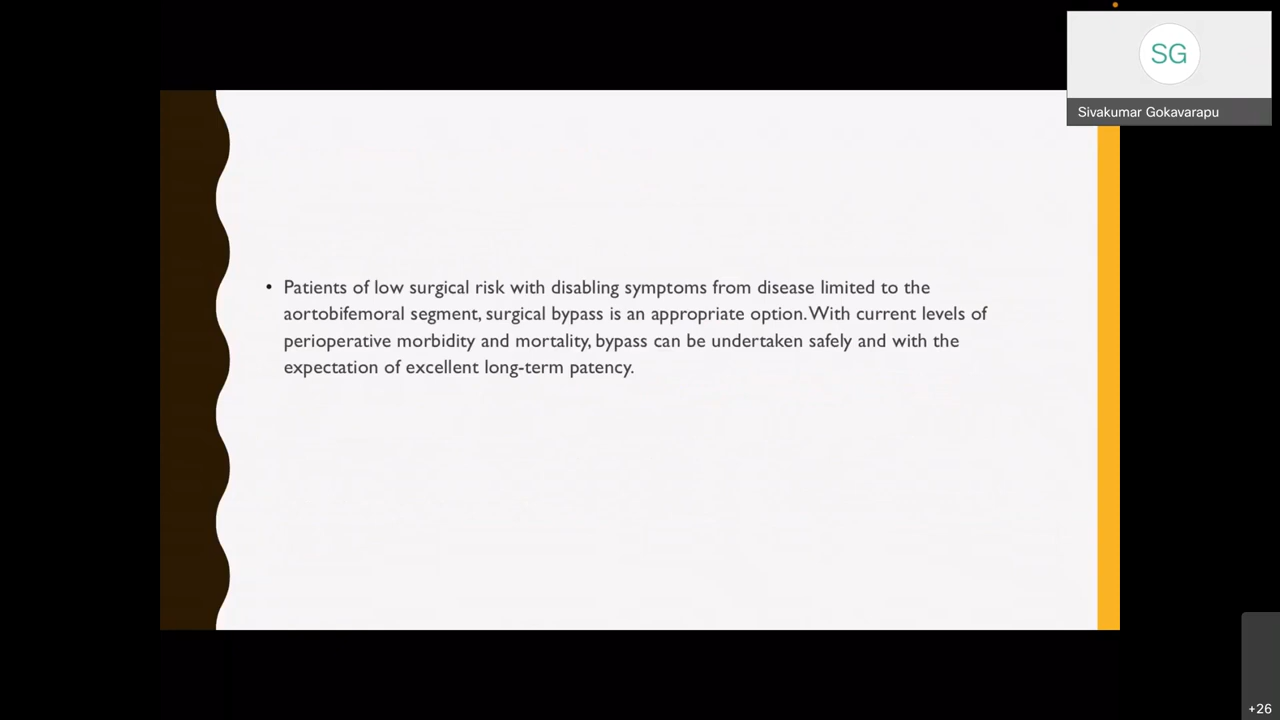 SG
Sivakumar Gokavarapu
• Patients of low surgical risk with disabling symptoms from disease limited to the
aortobifemoral segment, surgical bypass is an appropriate option. With current levels of
perioperative morbidity and mortality, bypass can be undertaken safely and with the
expectation of excellent long-term patency.
+26